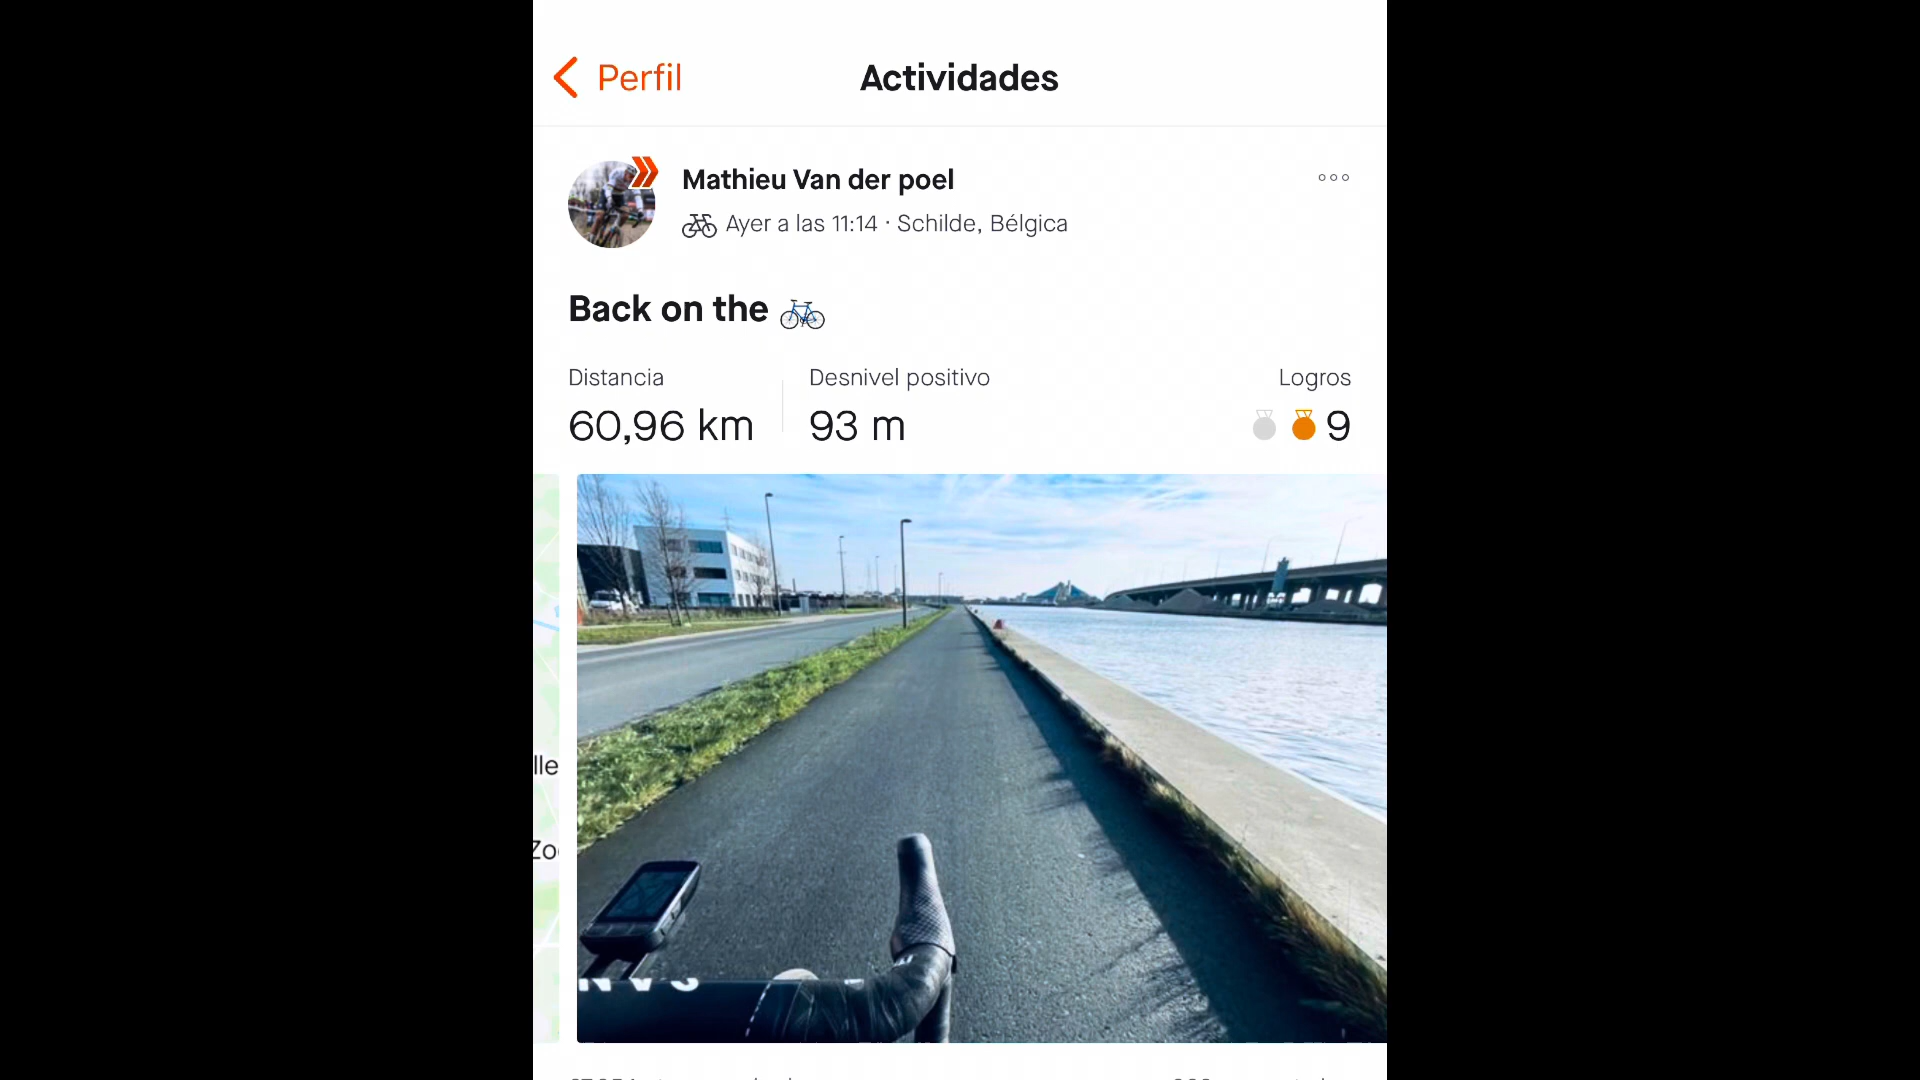 Perfil
Actividades
Mathieu Van der poel
Ayer a las 11:14 · Schilde, Bélgica
Back on the
Distancia
Desnivel positivo
Logros
60,96 km
93 m
9
lle
Zo